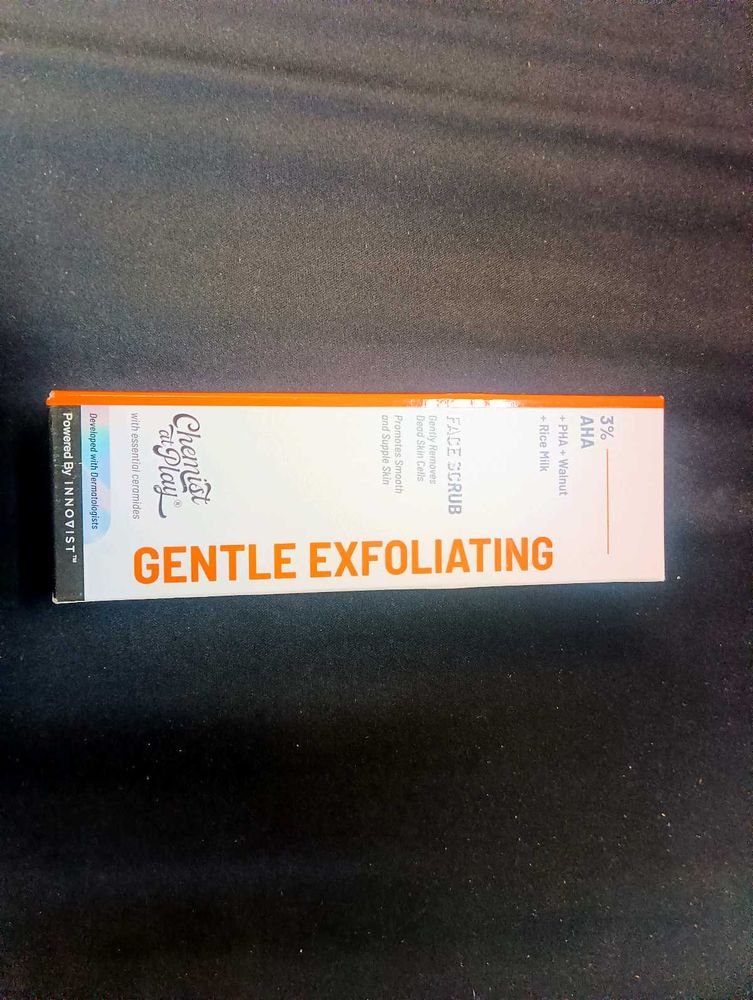 3%
AHA
+ PHA + Walnut
+ Rice Milk
FACE SCRUB
Gently Removes
Dead Skin Cells
Promotes Smooth
and Supple Skin
Chemist
at Play®
with essential ceramides
Developed with Dermatologists
Powered By INNOVIST™
GENTLE EXFOLIATING